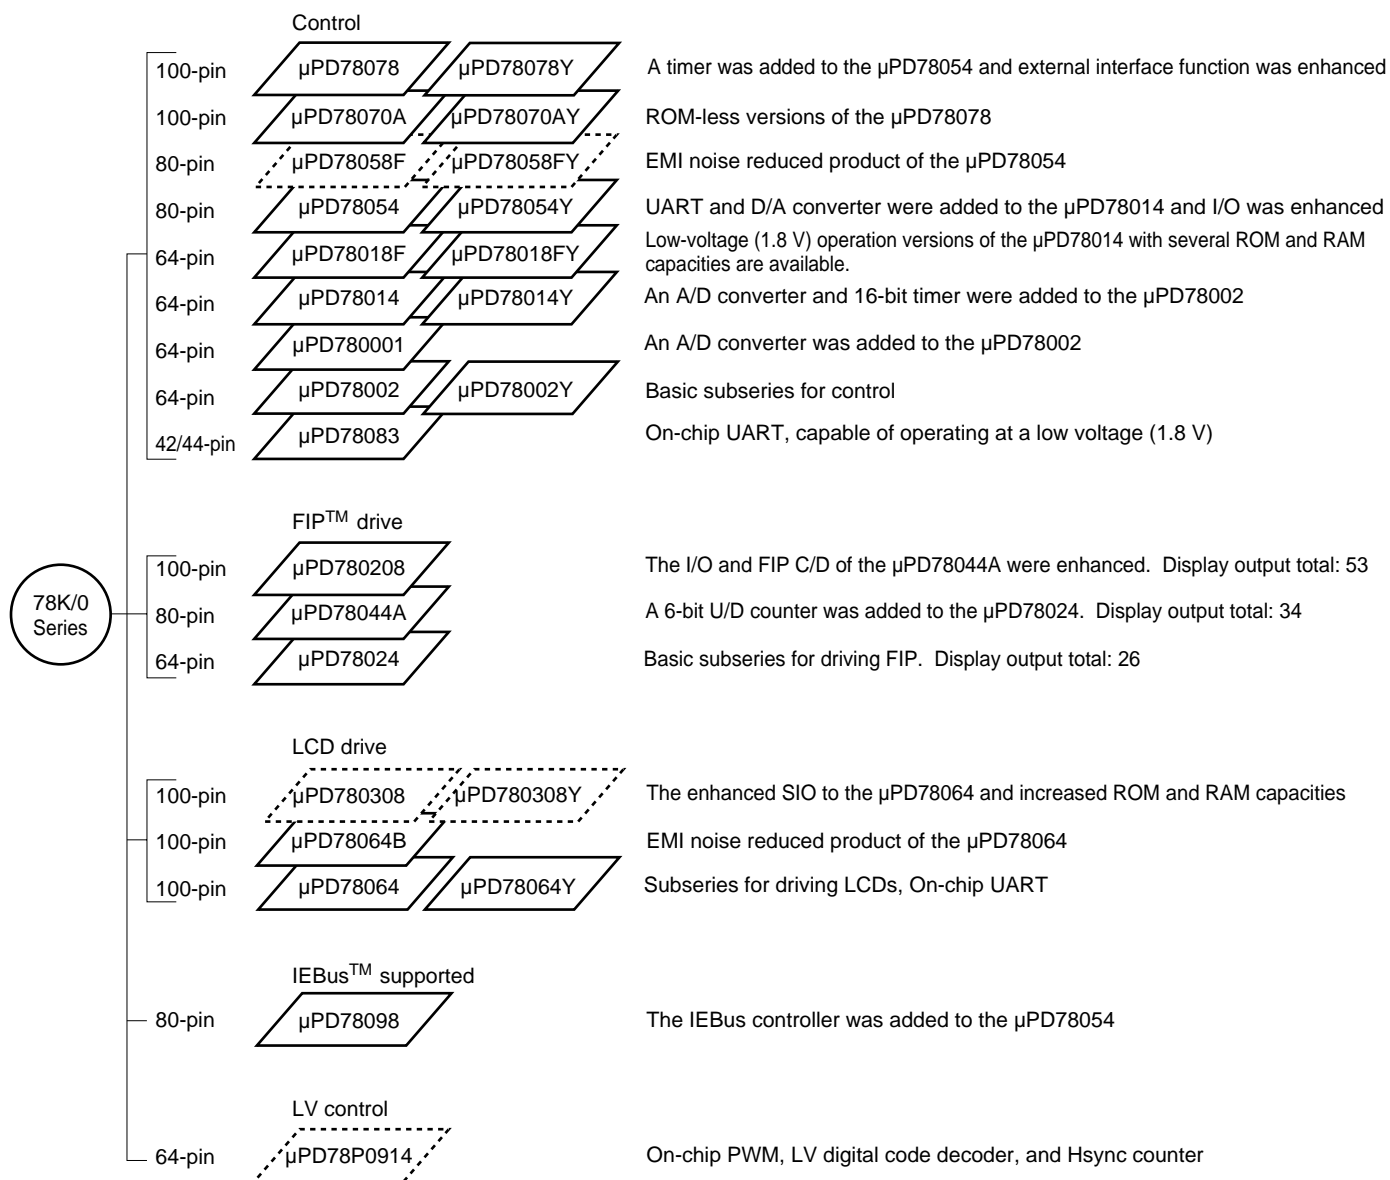 Control
100-pin μPD78078 μPD78078Y A timer was added to the μPD78054 and external interface function was enhanced
100-pin μPD78070A μPD78070AY ROM-less versions of the μPD78078
80-pin μPD78058F μPD78058FY EMI noise reduced product of the μPD78054
80-pin μPD78054 μPD78054Y UART and D/A converter were added to the μPD78014 and I/O was enhanced
64-pin μPD78018F μPD78018FY Low-voltage (1.8 V) operation versions of the μPD78014 with several ROM and RAM
capacities are available.
64-pin μPD78014 μPD78014Y An A/D converter and 16-bit timer were added to the μPD78002
64-pin μPD780001 An A/D converter was added to the μPD78002
64-pin μPD78002 μPD78002Y Basic subseries for control
42/44-pin μPD78083 On-chip UART, capable of operating at a low voltage (1.8 V)
78K/0
Series
FIP™ drive
100-pin μPD780208 The I/O and FIP C/D of the μPD78044A were enhanced. Display output total: 53
80-pin μPD78044A A 6-bit U/D counter was added to the μPD78024. Display output total: 34
64-pin μPD78024 Basic subseries for driving FIP. Display output total: 26
LCD drive
100-pin μPD780308 μPD780308Y The enhanced SIO to the μPD78064 and increased ROM and RAM capacities
100-pin μPD78064B EMI noise reduced product of the μPD78064
100-pin μPD78064 μPD78064Y Subseries for driving LCDs, On-chip UART
IEBus™ supported
80-pin μPD78098 The IEBus controller was added to the μPD78054
LV control
64-pin μPD78P0914 On-chip PWM, LV digital code decoder, and Hsync counter